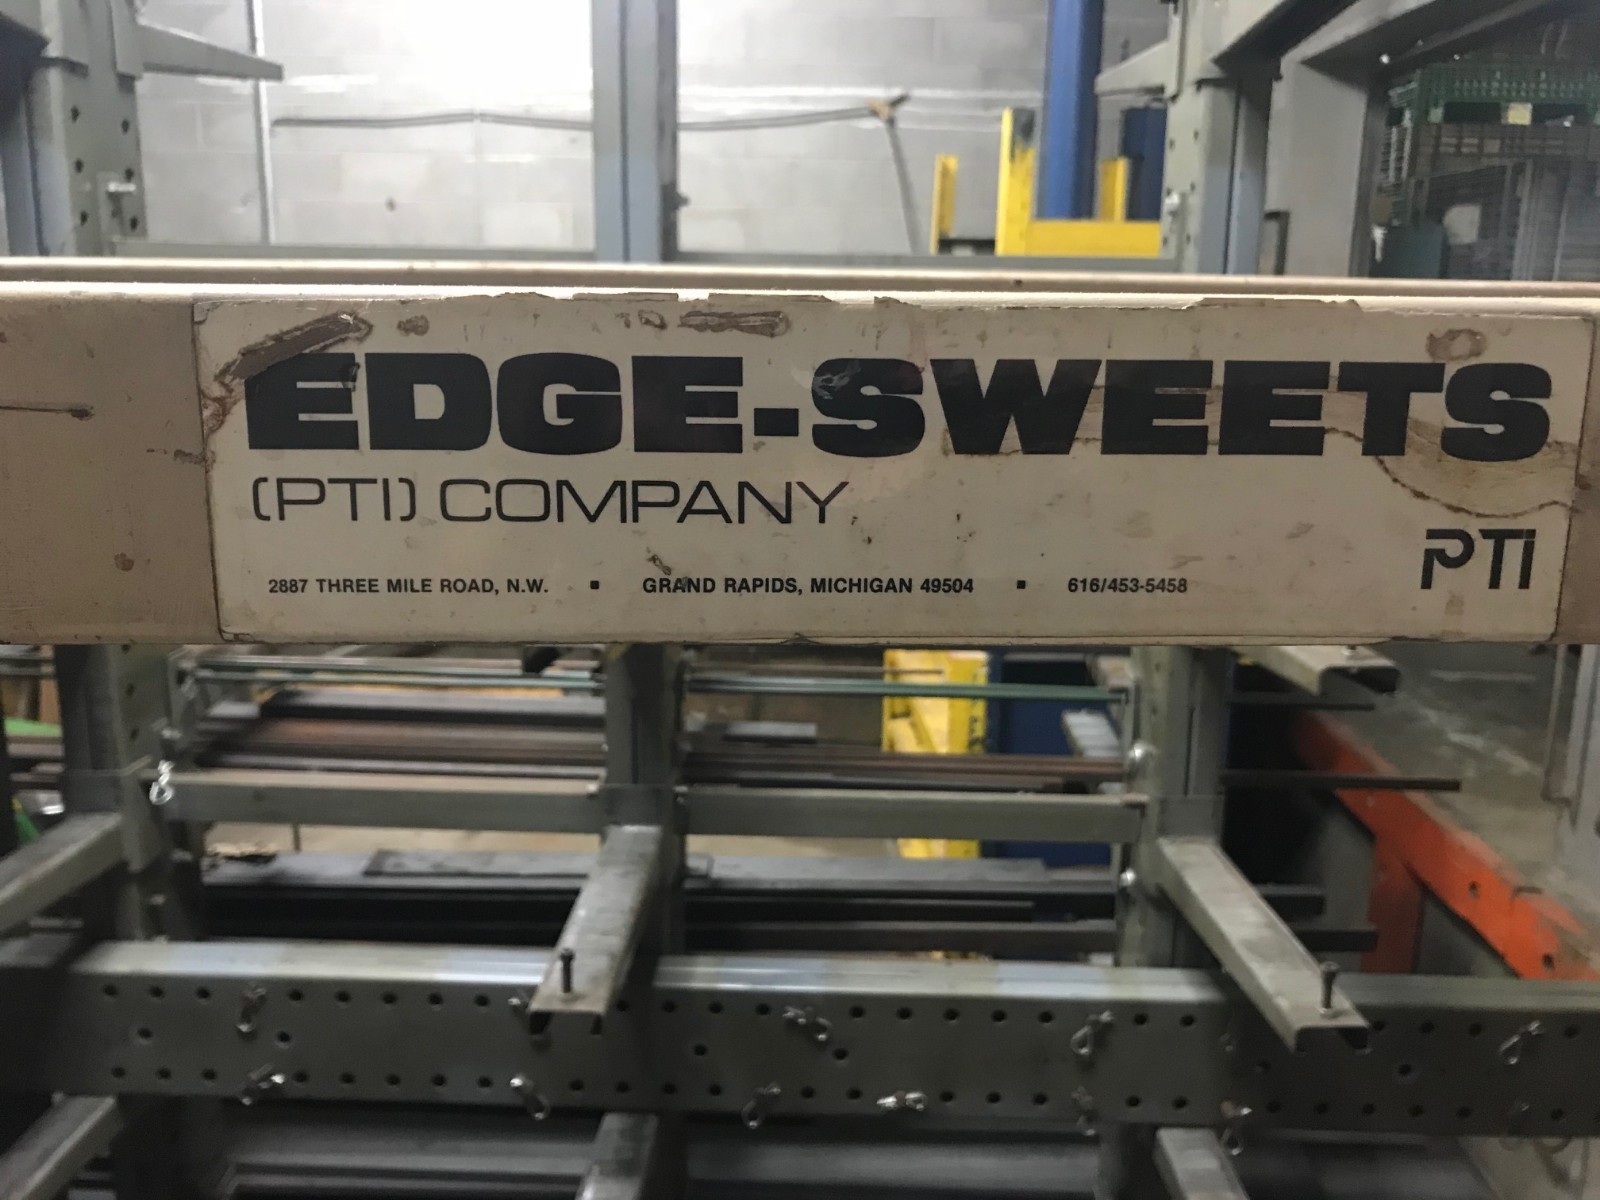 EDGE-SWEETS
(PTI) COMPANY
PTI
2887 THREE MILE ROAD, N.W. ▪ GRAND RAPIDS, MICHIGAN 49504 ▪ 616/453-5458